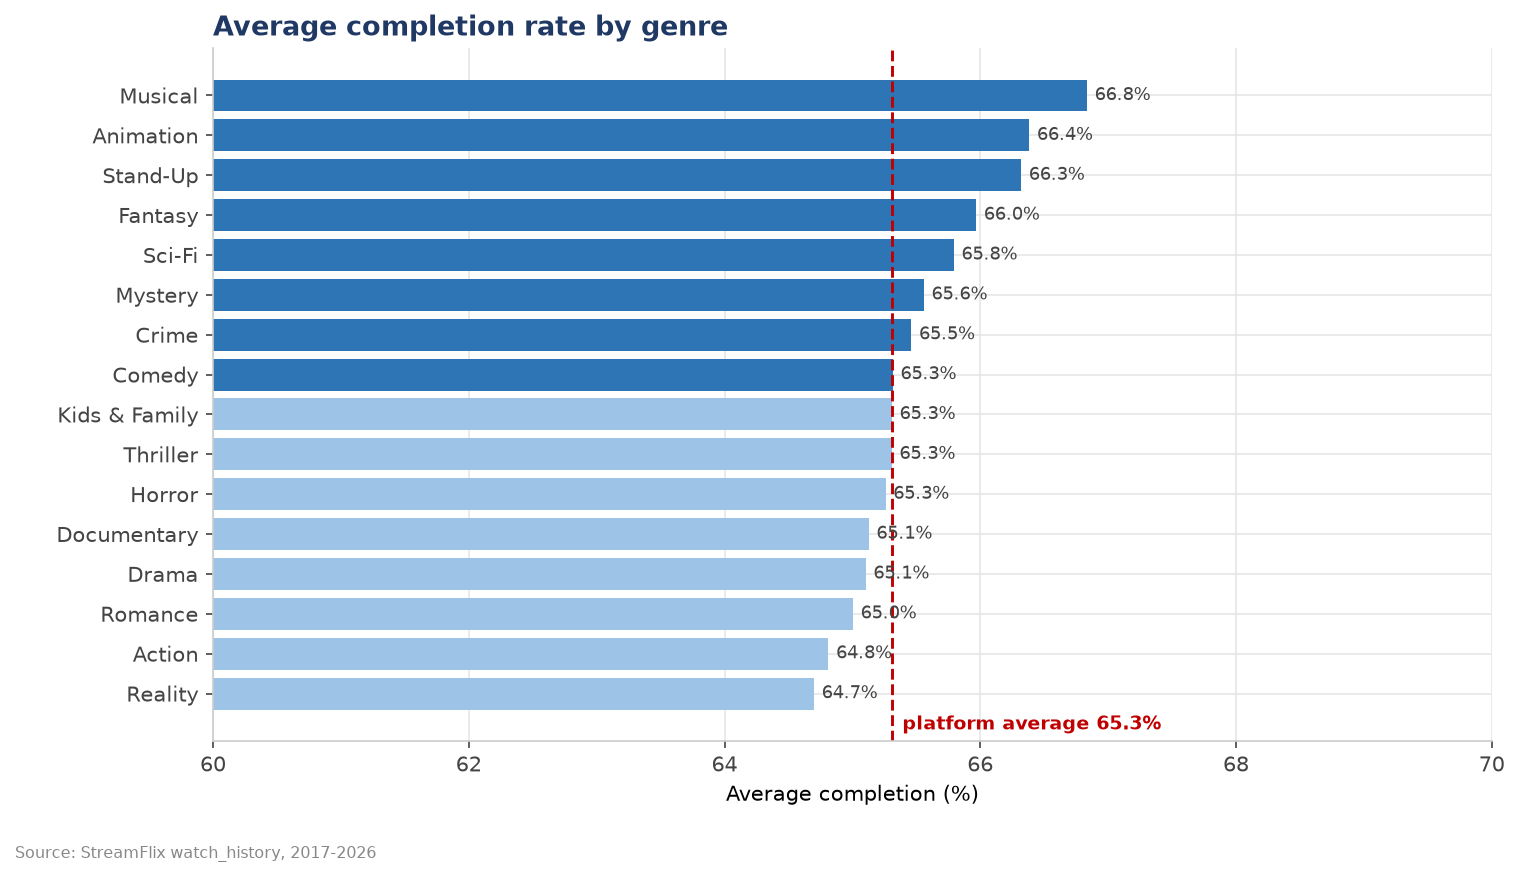 Average completion rate by genre
Musical 66.8%
Animation 66.4%
Stand-Up 66.3%
Fantasy 66.0%
Sci-Fi 65.8%
Mystery 65.6%
Crime 65.5%
Comedy 65.3%
Kids & Family 65.3%
Thriller 65.3%
Horror 65.3%
Documentary 65.1%
Drama 65.1%
Romance 65.0%
Action 64.8%
Reality 64.7%
platform average 65.3%
60 62 64 66 68 70
Average completion (%)
Source: StreamFlix watch_history, 2017-2026